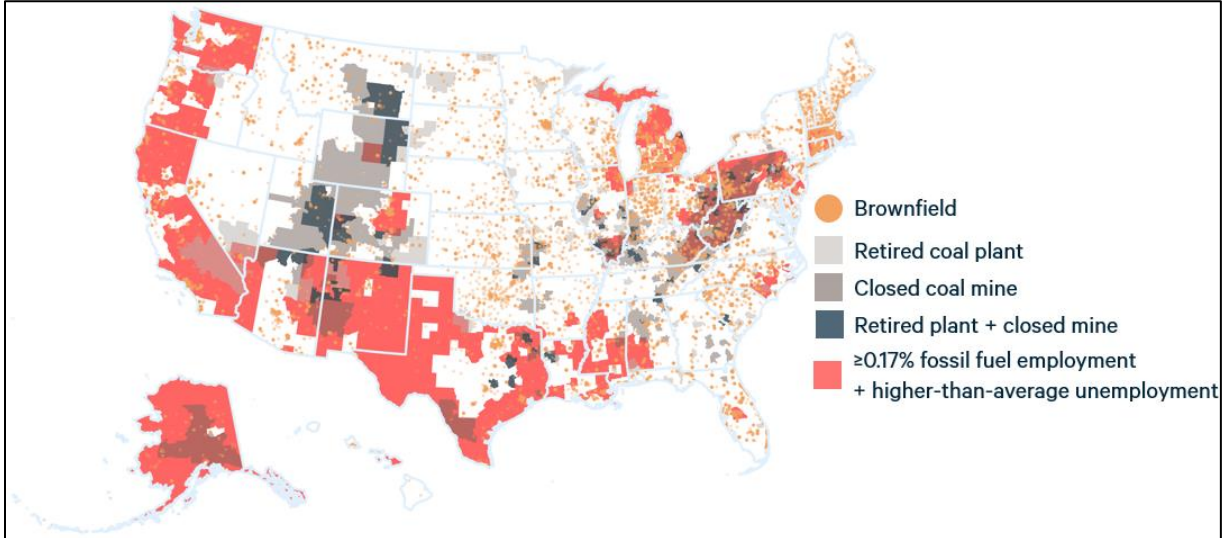 Brownfield
Retired coal plant
Closed coal mine
Retired plant + closed mine
≥0.17% fossil fuel employment
+ higher-than-average unemployment